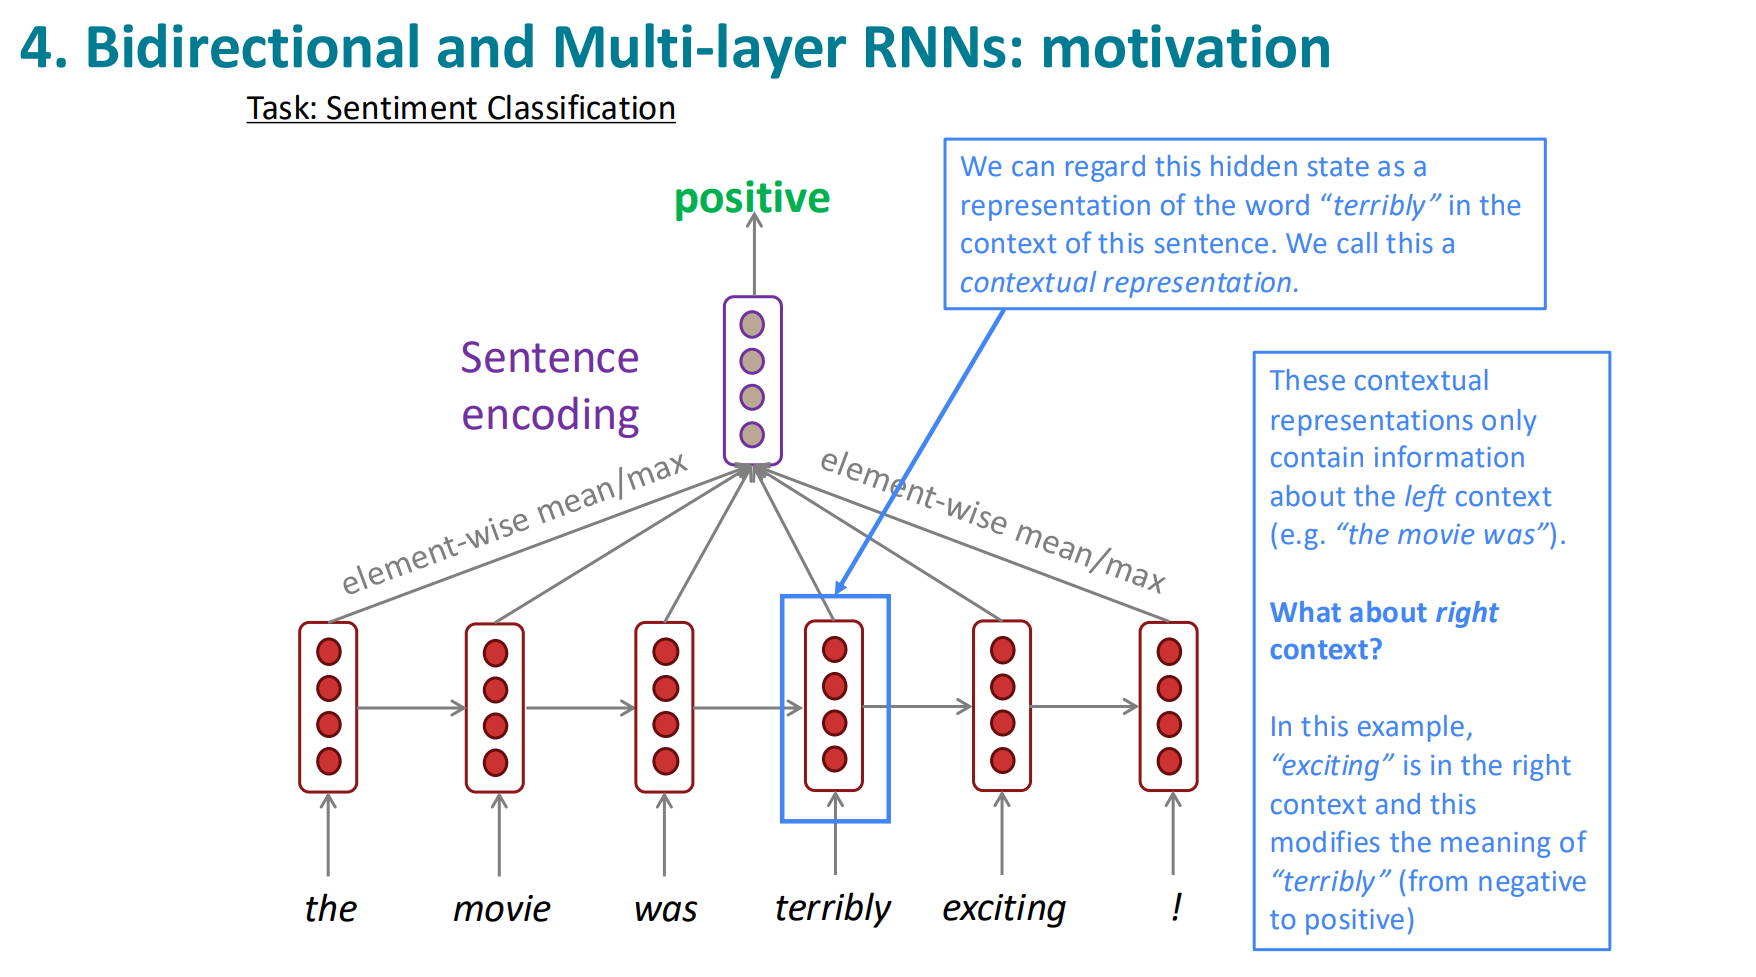 4. Bidirectional and Multi-layer RNNs: motivation
Task: Sentiment Classification
We can regard this hidden state as a
representation of the word “terribly” in the
context of this sentence. We call this a
contextual representation.
positive
Sentence
encoding
element-wise mean/max
element-wise mean/max
These contextual
representations only
contain information
about the left context
(e.g. “the movie was”).
What about right
context?
In this example,
“exciting” is in the right
context and this
modifies the meaning of
“terribly” (from negative
to positive)
the movie was terribly exciting !